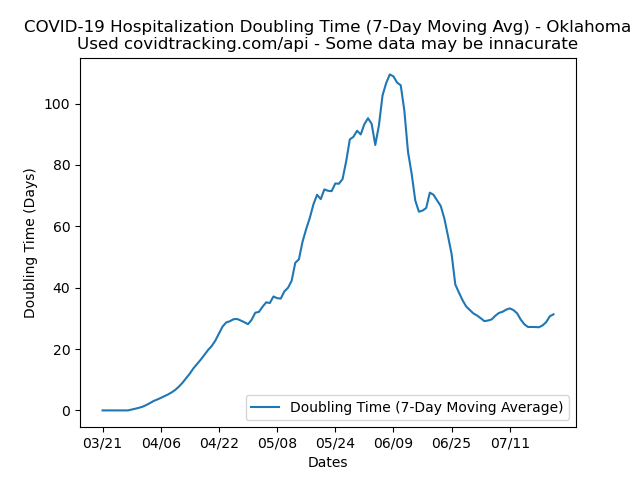 COVID-19 Hospitalization Doubling Time (7-Day Moving Avg) - Oklahoma
Used covidtracking.com/api - Some data may be innacurate
Doubling Time (Days)
100
80
60
40
20
0
Doubling Time (7-Day Moving Average)
03/21 04/06 04/22 05/08 05/24 06/09 06/25 07/11
Dates